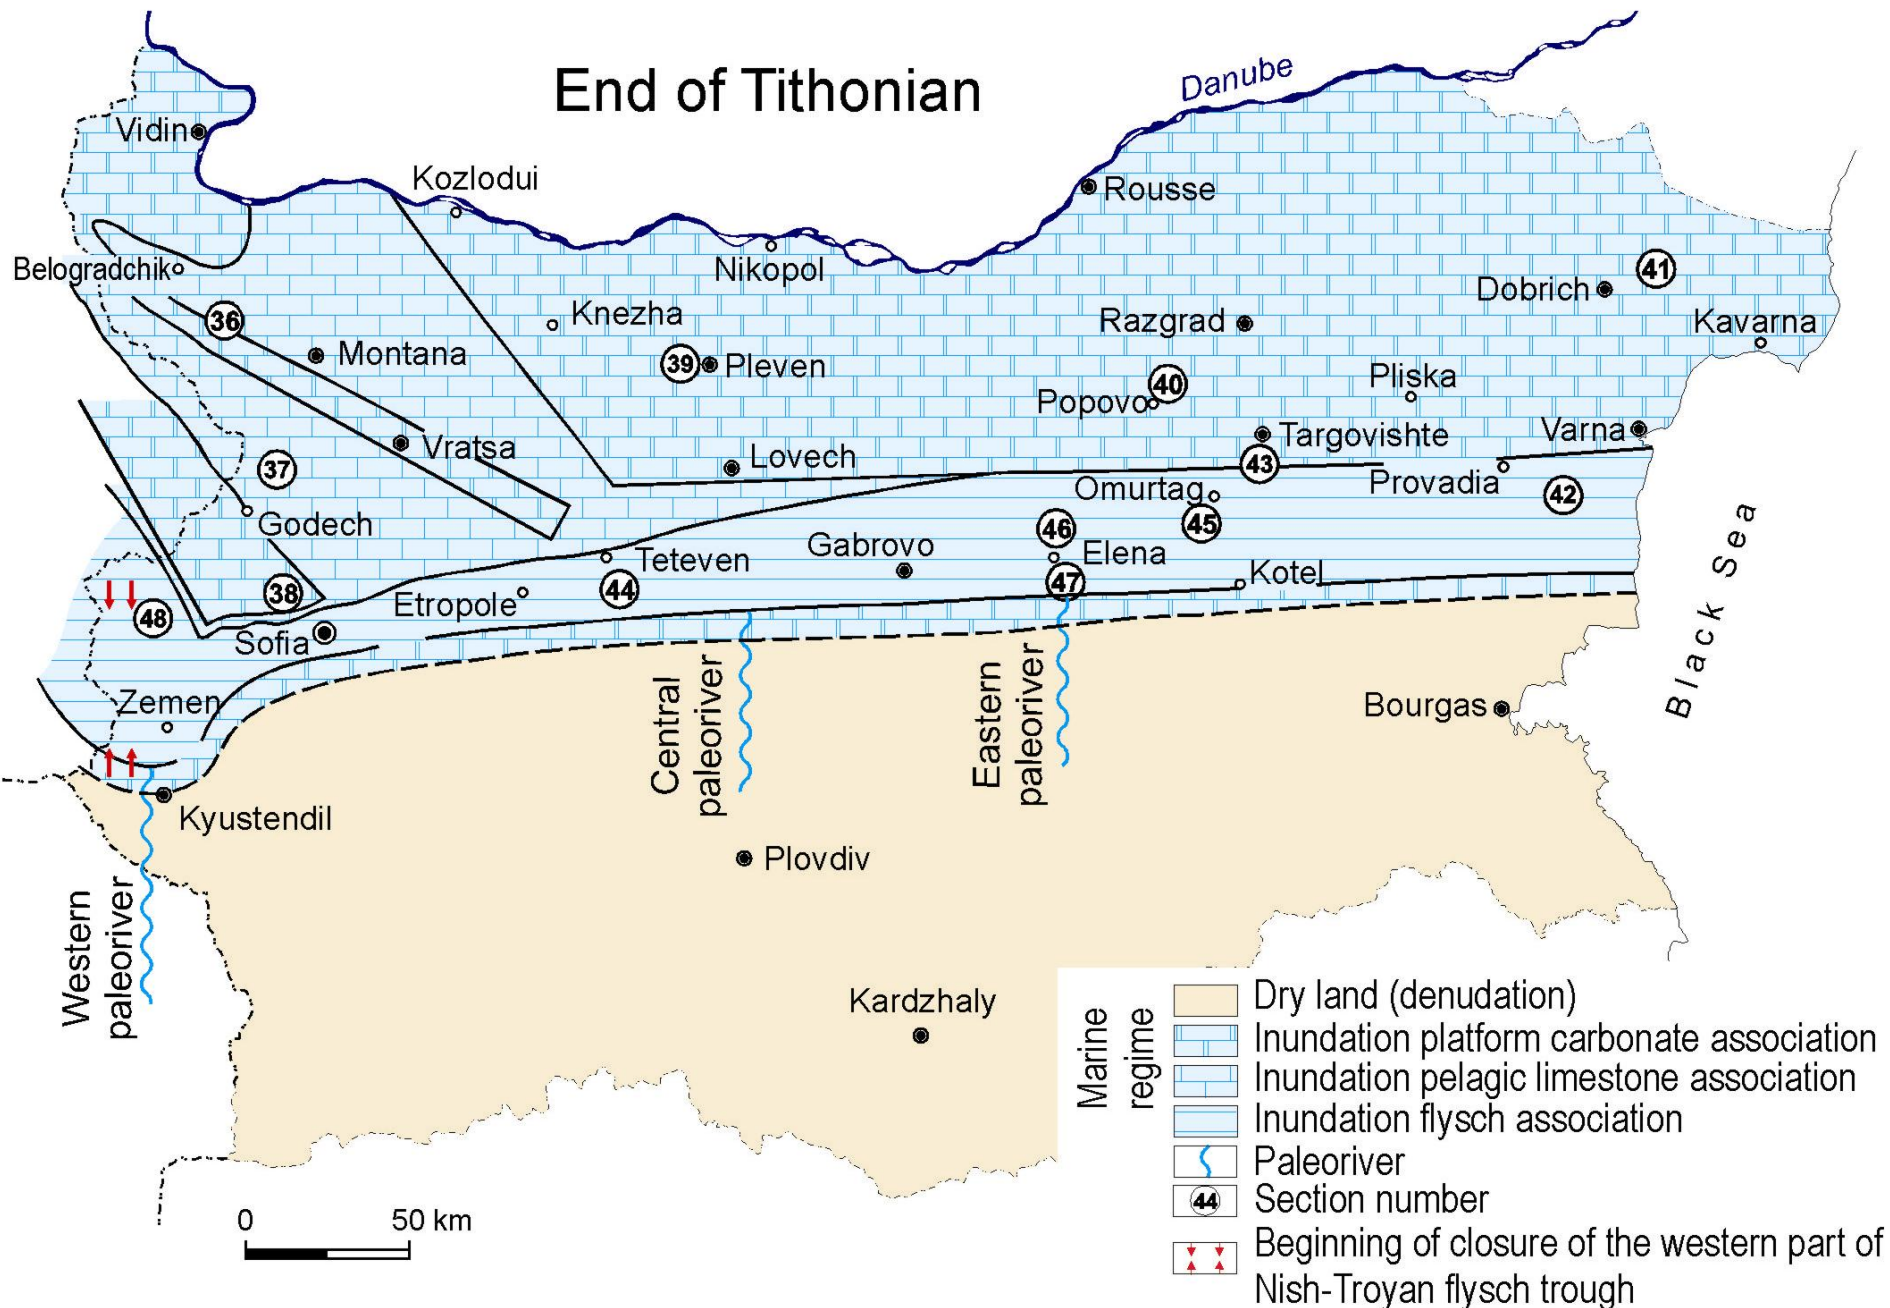 End of Tithonian
Danube
Vidin
Kozlodui
Rousse
Belogradchik
Nikopol
41
Dobrich
36
Knezha
Razgrad
Kavarna
Montana
39
Pleven
40
Pliska
Popovo
Vratsa
Lovech
Targovishte
Varna
37
43
Provadia
Omurtag
42
Godech
46
45
Gabrovo
Elena
Teteven
Kotel
47
38
Etropole
44
48
Sofia
Black Sea
Zemen
Central
paleoriver
Eastern
paleoriver
Bourgas
Kyustendil
Plovdiv
Western
paleoriver
Kardzhaly
Marine
regime
Dry land (denudation)
Inundation platform carbonate association
Inundation pelagic limestone association
Inundation flysch association
Paleoriver
44
Section number
Beginning of closure of the western part of
Nish-Troyan flysch trough
0 50 km